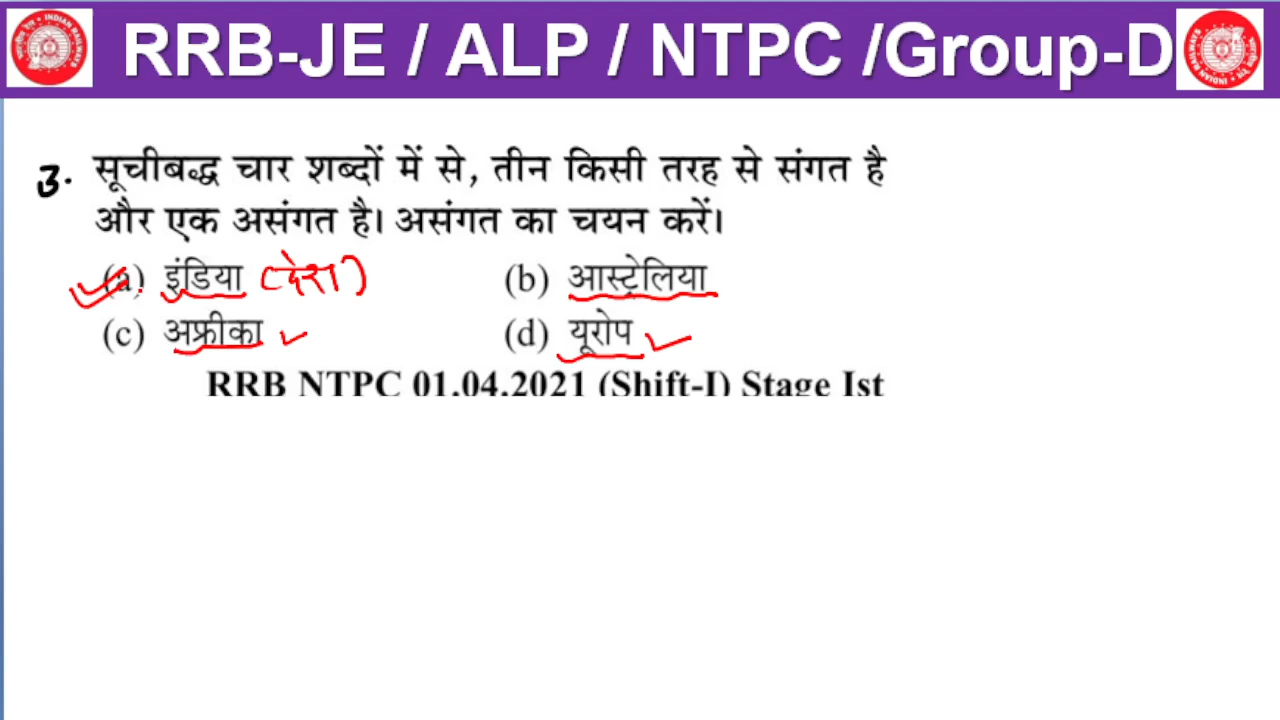 RRB-JE / ALP / NTPC /Group-D
3. सूचीबद्ध चार शब्दों में से, तीन किसी तरह से संगत है
और एक असंगत है। असंगत का चयन करें।
(a) इंडिया (देश) (b) आस्ट्रेलिया
(c) अफ्रीका (d) यूरोप
RRB NTPC 01.04.2021 (Shift-I) Stage Ist